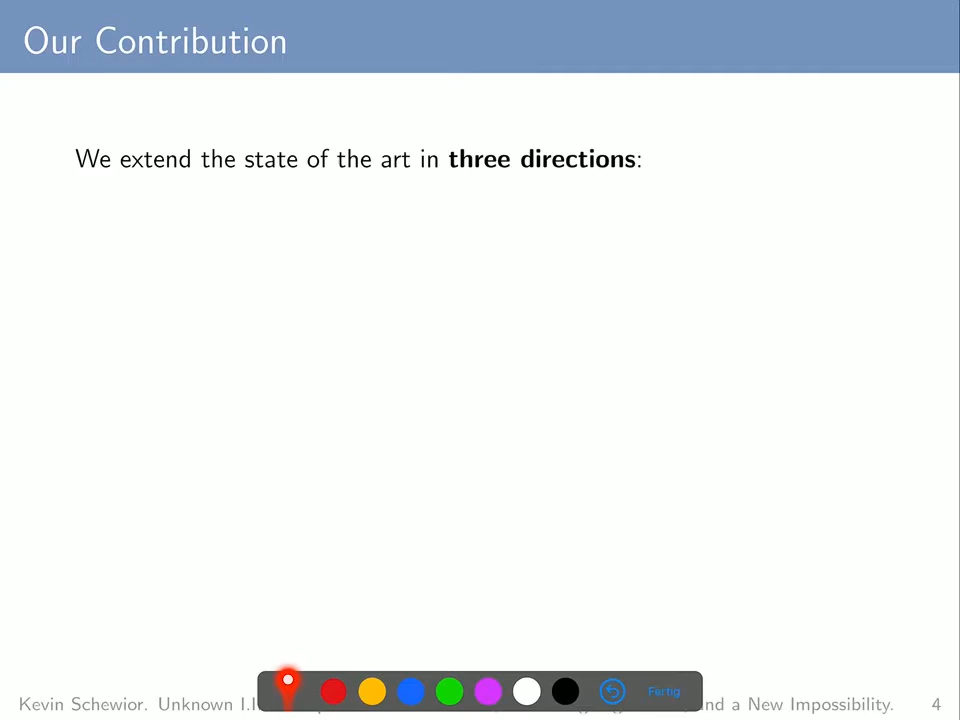 Our Contribution
We extend the state of the art in three directions:
Fertig
Kevin Schewior. Unknown and a New Impossibility. 4